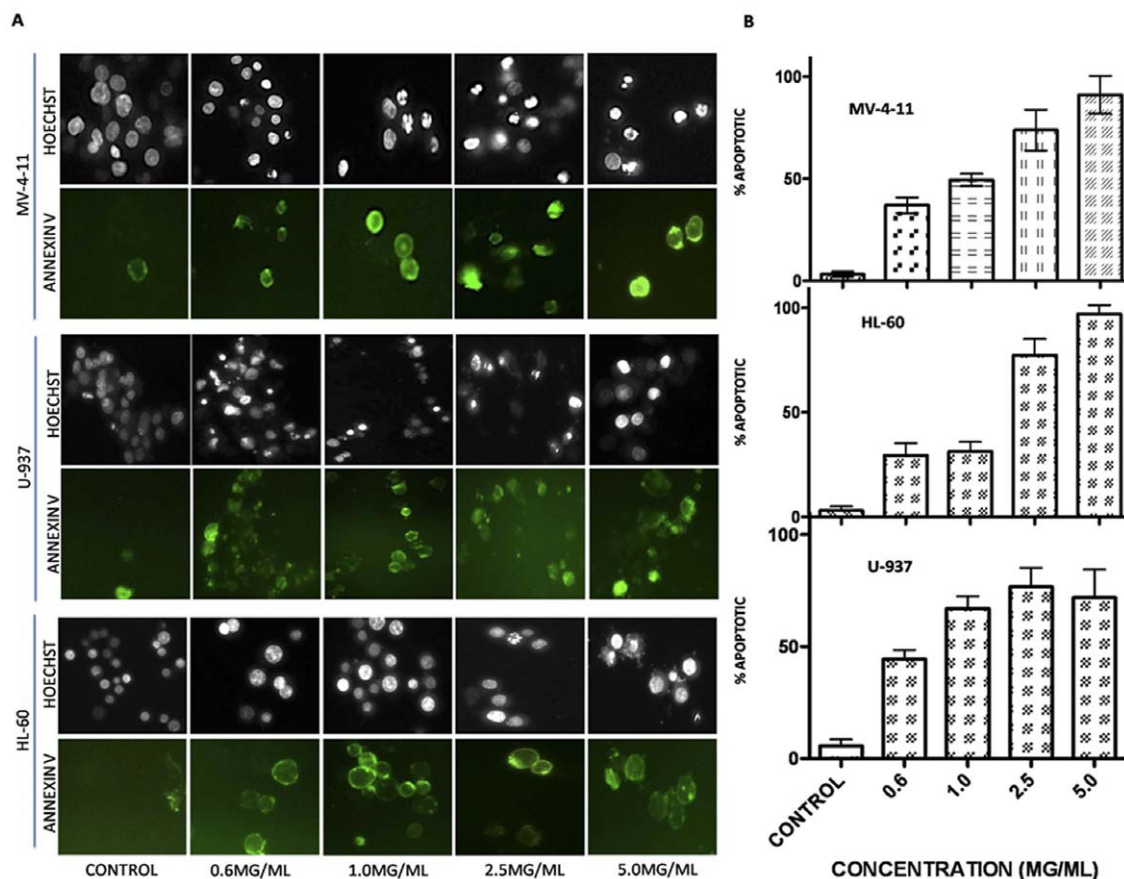 A
MV-4-11
HOECHST
ANNEXIN V
U-937
HOECHST
ANNEXIN V
HL-60
HOECHST
ANNEXIN V
CONTROL 0.6MG/ML 1.0MG/ML 2.5MG/ML 5.0MG/ML
B
MV-4-11
% APOPTOTIC
100
50
0
HL-60
% APOPTOTIC
100
50
0
U-937
% APOPTOTIC
100
50
0
CONTROL 0.6 1.0 2.5 5.0
CONCENTRATION (MG/ML)